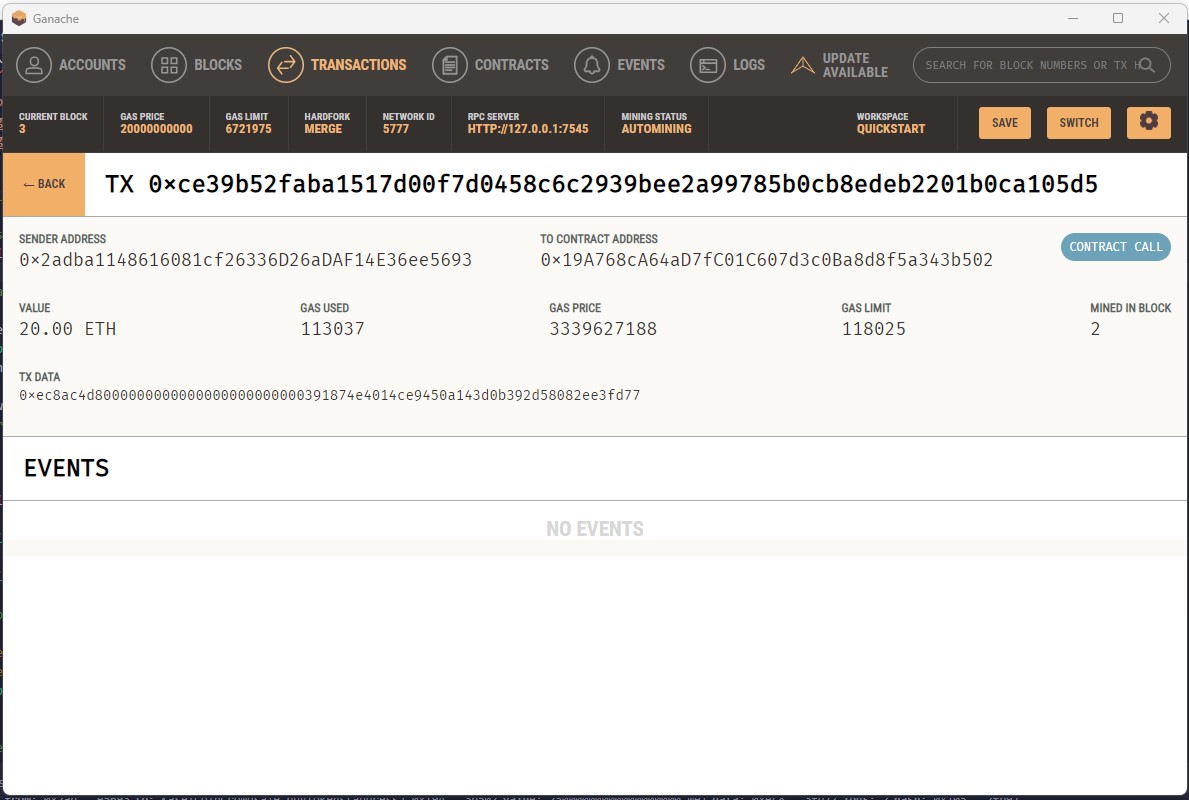 Ganache
ACCOUNTS BLOCKS TRANSACTIONS CONTRACTS EVENTS LOGS UPDATE AVAILABLE SEARCH FOR BLOCK NUMBERS OR TX H
CURRENT BLOCK GAS PRICE GAS LIMIT HARDFORK NETWORK ID RPC SERVER MINING STATUS WORKSPACE
3 20000000000 6721975 MERGE 5777 HTTP://127.0.0.1:7545 AUTOMINING QUICKSTART SAVE SWITCH
← BACK TX 0×ce39b52faba1517d00f7d0458c6c2939bee2a99785b0cb8edeb2201b0ca105d5
SENDER ADDRESS TO CONTRACT ADDRESS CONTRACT CALL
0×2adba1148616081cf26336D26aDAF14E36ee5693 0×19A768cA64aD7fC01C607d3c0Ba8d8f5a343b502
VALUE GAS USED GAS PRICE GAS LIMIT MINED IN BLOCK
20.00 ETH 113037 3339627188 118025 2
TX DATA
0×ec8ac4d8000000000000000000000000391874e4014ce9450a143d0b392d58082ee3fd77
EVENTS
NO EVENTS